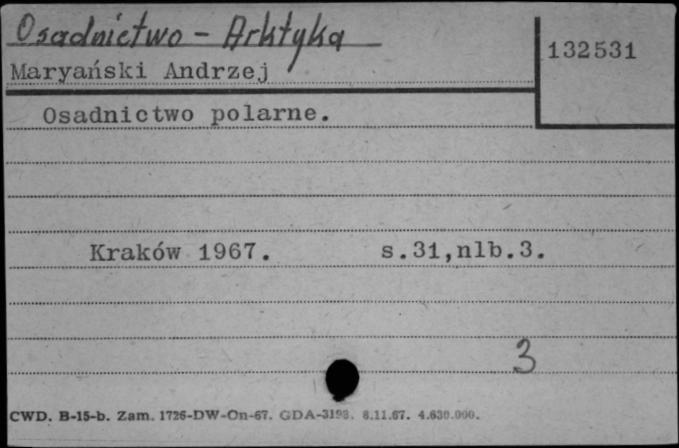 Osadnictwo - Arktyka
132531
Maryański Andrzej
Osadnictwo polarne.
Kraków 1967. s.31,nlb.3.
3
CWD. B-15-b. Zam. 1726-DW-On-67. GDA-3198. 8.11.67. 4.630.000.